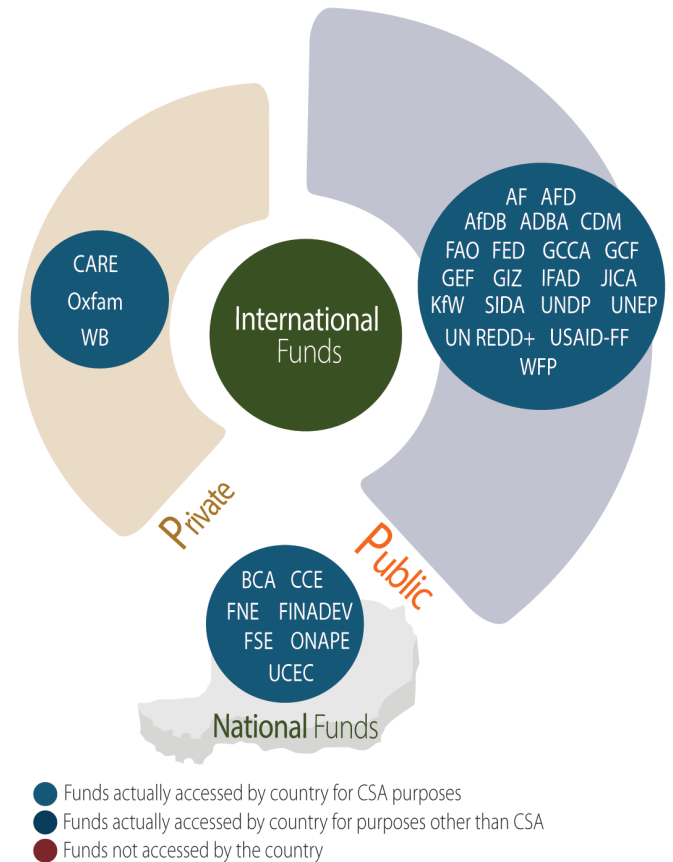 AF AFD
AfDB ADBA CDM
FAO FED GCCA GCF
GEF GIZ IFAD JICA
KfW SIDA UNDP UNEP
UN REDD+ USAID-FF
WFP
CARE
Oxfam
WB
International
Funds
Private
Public
BCA CCE
FNE FINADEV
FSE ONAPE
UCEC
National Funds
Funds actually accessed by country for CSA purposes
Funds actually accessed by country for purposes other than CSA
Funds not accessed by the country